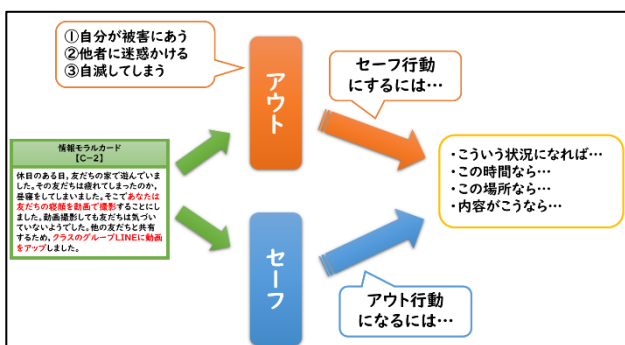 ①自分が被害にあう
②他者に迷惑かける
③自滅してしまう
アウト
セーフ行動
にするには…
情報モラルカード
【C-2】
休日のある日,友だちの家で遊んでいま
した。その友だちは疲れてしまったのか,
昼寝をしてしまいました。そこであなたは
友だちの寝顔を動画で撮影することにし
ました。動画撮影しても友だちは気づい
ていないようでした。他の友だちと共有
するため,クラスのグループLINEに動画
をアップしました。
・こういう状況になれば…
・この時間なら…
・この場所なら…
・内容がこうなら…
セーフ
アウト行動
になるには…